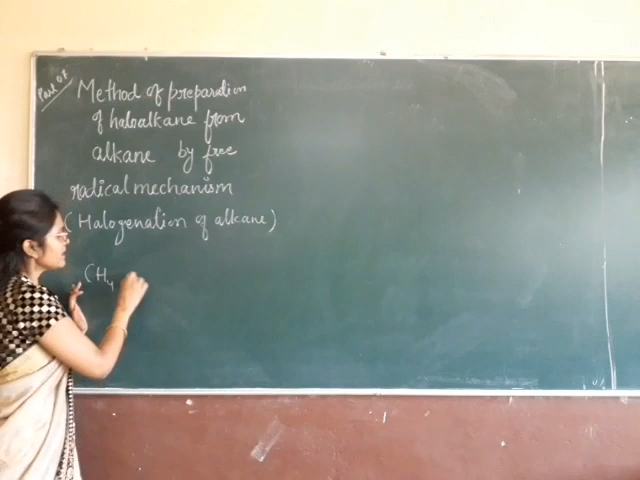 Part 01
Method of preparation
of haloalkane from
alkane by free
radical mechanism
(Halogenation of alkane)
CH₄